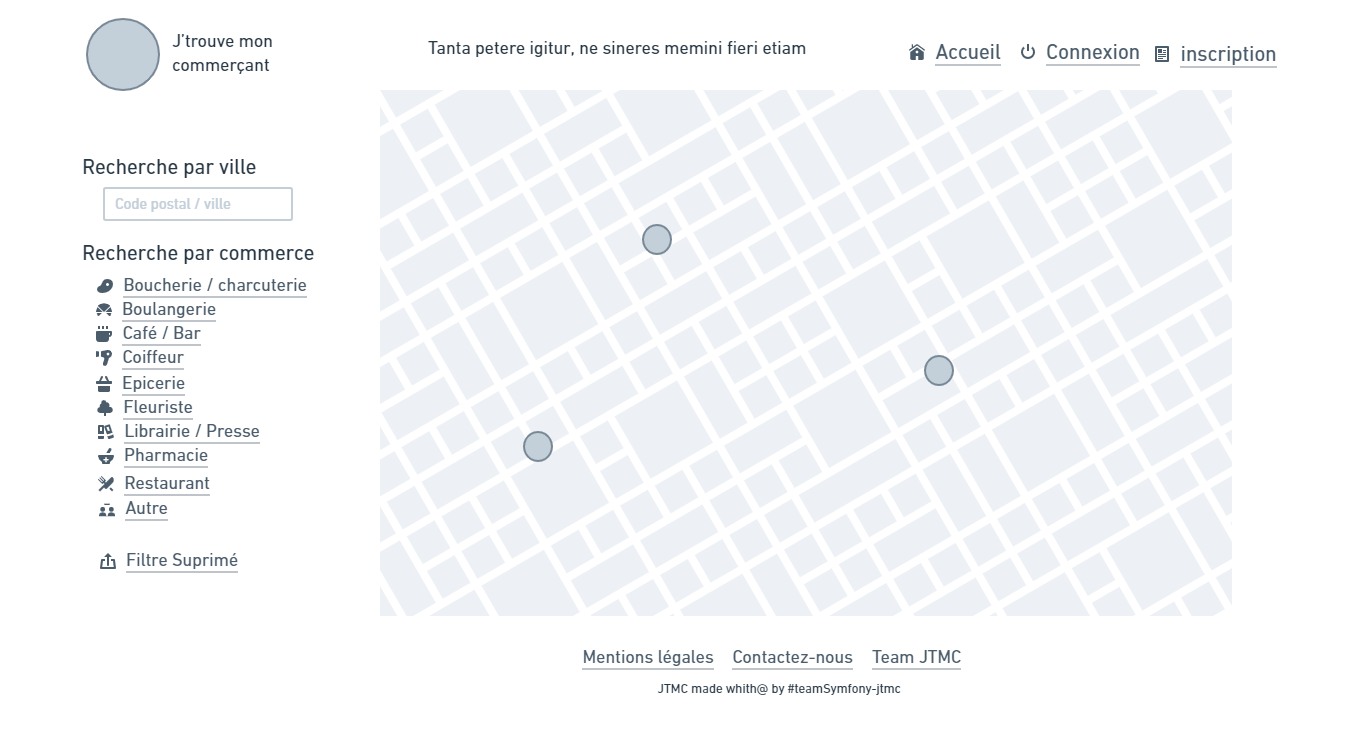 J'trouve mon
commerçant
Tanta petere igitur, ne sineres memini fieri etiam
Accueil
Connexion
inscription
Recherche par ville
Code postal / ville
Recherche par commerce
Boucherie / charcuterie
Boulangerie
Café / Bar
Coiffeur
Epicerie
Fleuriste
Librairie / Presse
Pharmacie
Restaurant
Autre
Filtre Suprimé
Mentions légales
Contactez-nous
Team JTMC
JTMC made whith@ by #teamSymfony-jtmc